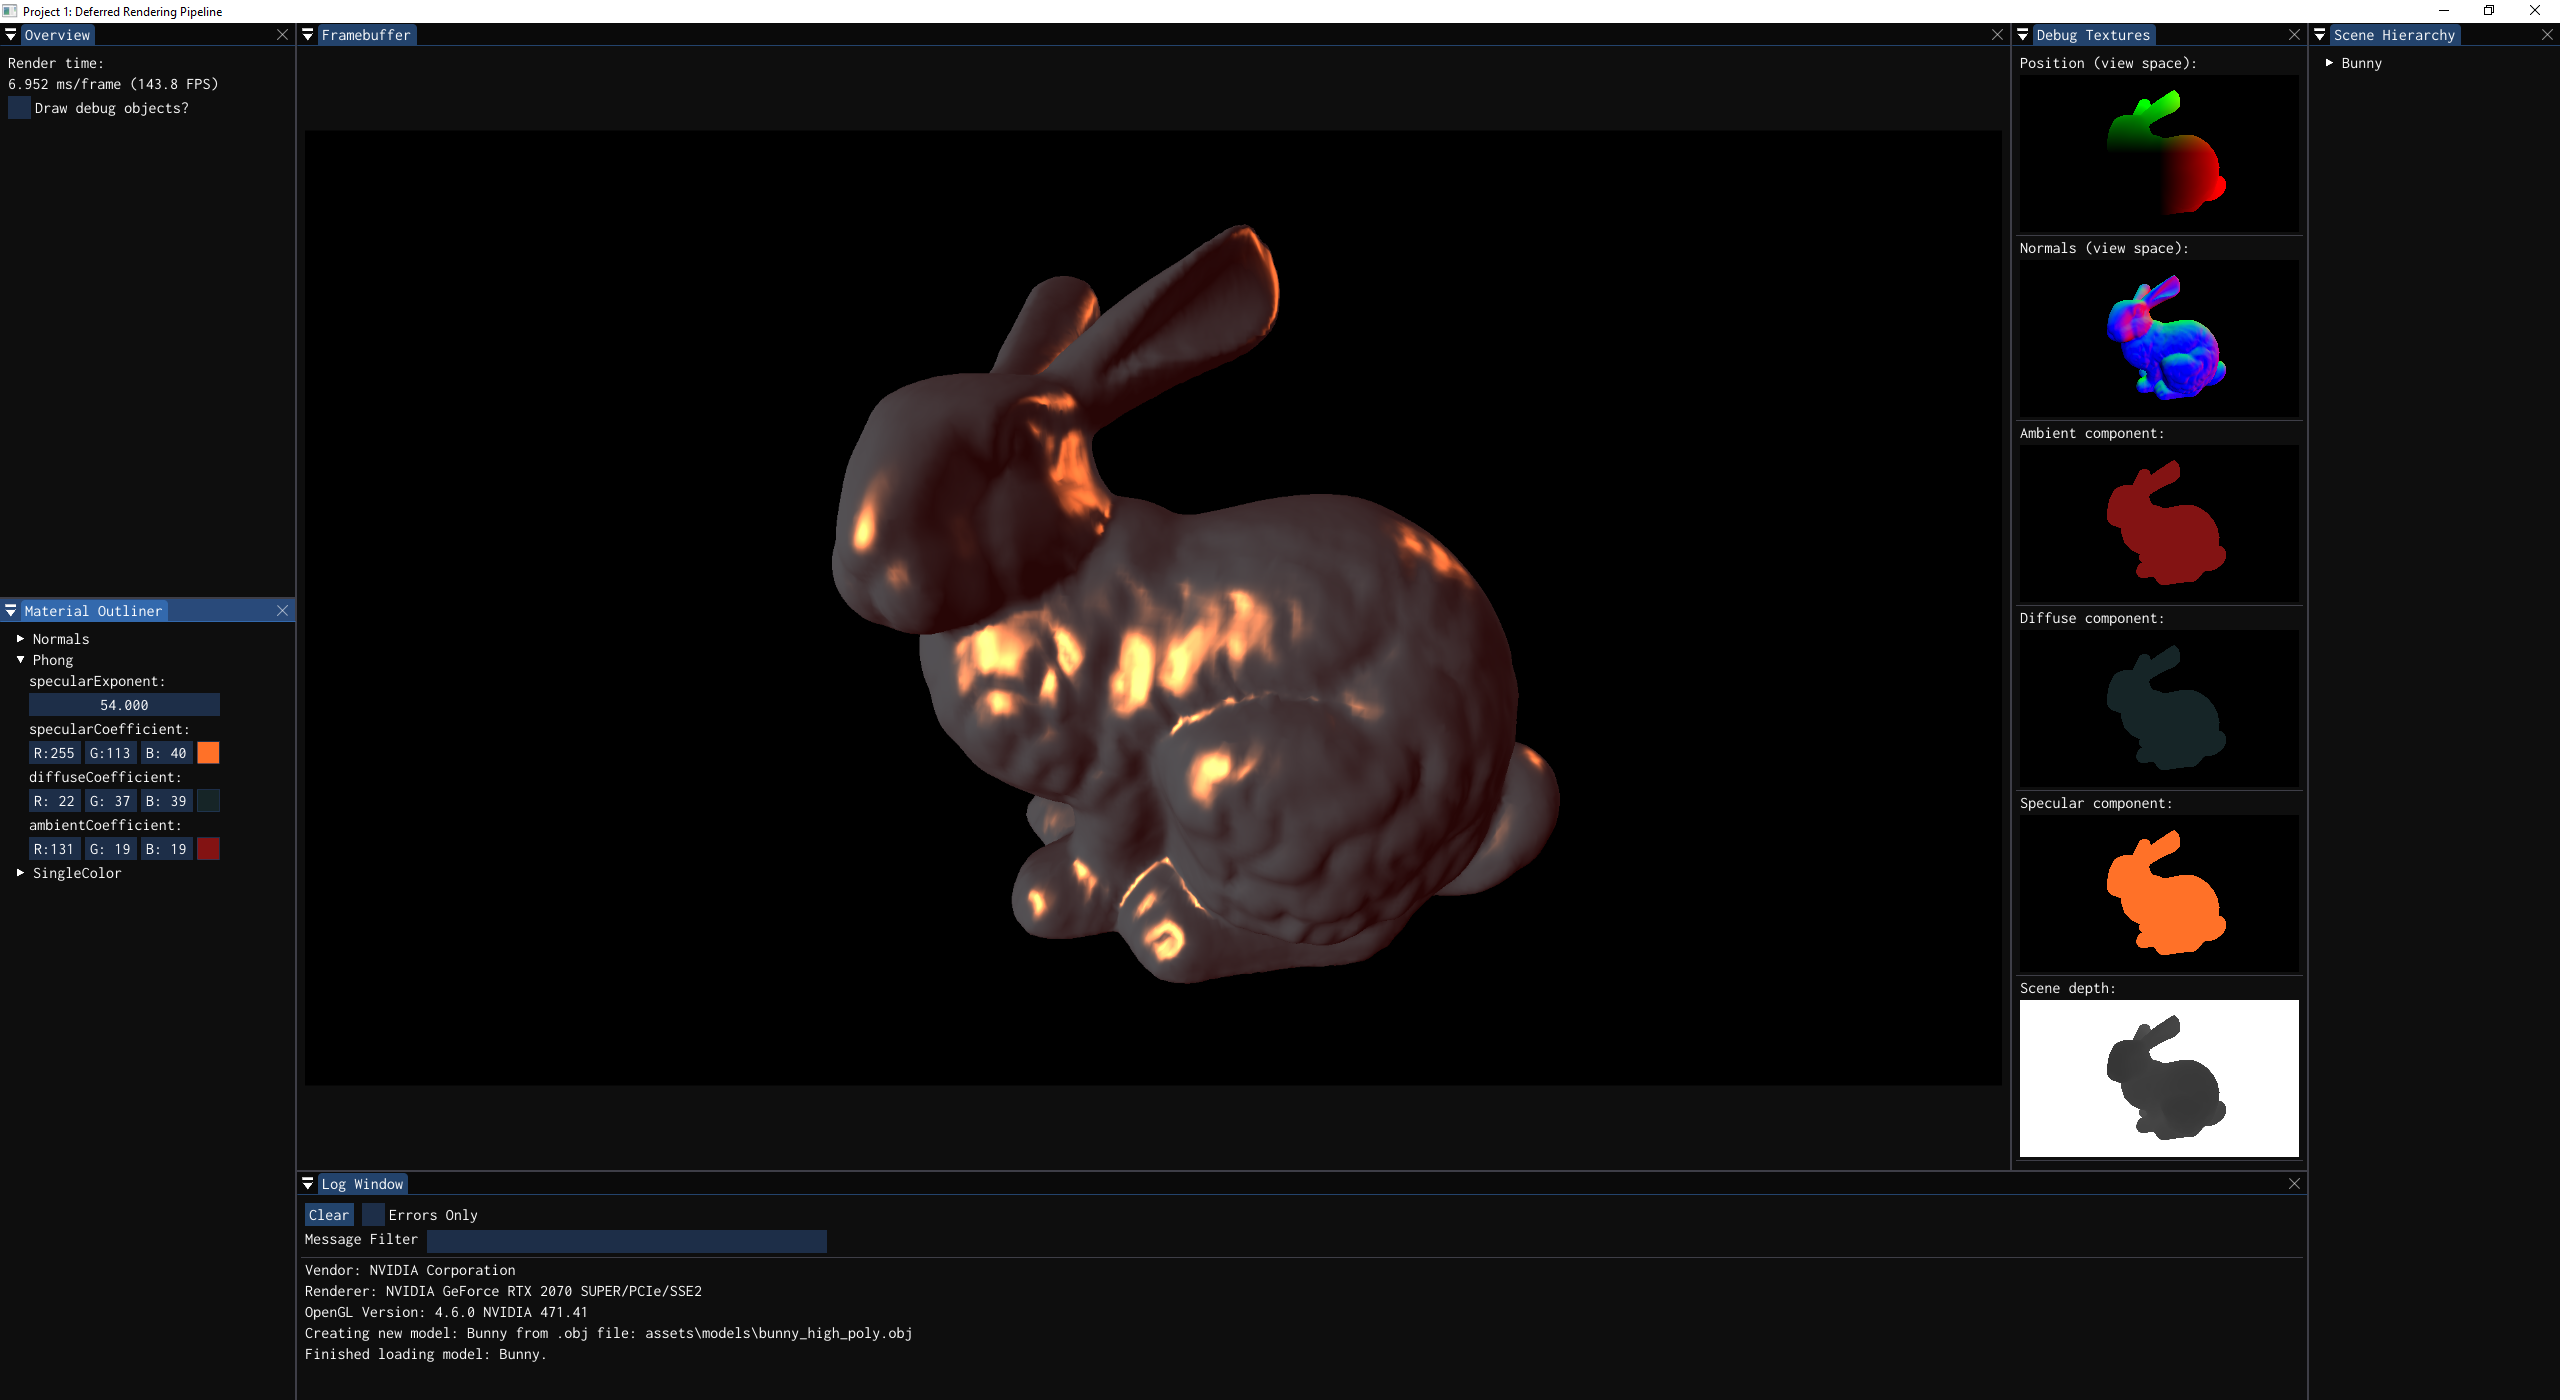 Project 1: Deferred Rendering Pipeline
Overview
Render time:
6.952 ms/frame (143.8 FPS)
Draw debug objects?
Material Outliner
Normals
Phong
specularExponent:
54.000
specularCoefficient:
R:255 G:113 B: 40
diffuseCoefficient:
R: 22 G: 37 B: 39
ambientCoefficient:
R:131 G: 19 B: 19
SingleColor
Framebuffer
Log Window
Clear Errors Only
Message Filter
Vendor: NVIDIA Corporation
Renderer: NVIDIA GeForce RTX 2070 SUPER/PCIe/SSE2
OpenGL Version: 4.6.0 NVIDIA 471.41
Creating new model: Bunny from .obj file: assets\models\bunny_high_poly.obj
Finished loading model: Bunny.
Debug Textures
Position (view space):
Normals (view space):
Ambient component:
Diffuse component:
Specular component:
Scene depth:
Scene Hierarchy
Bunny